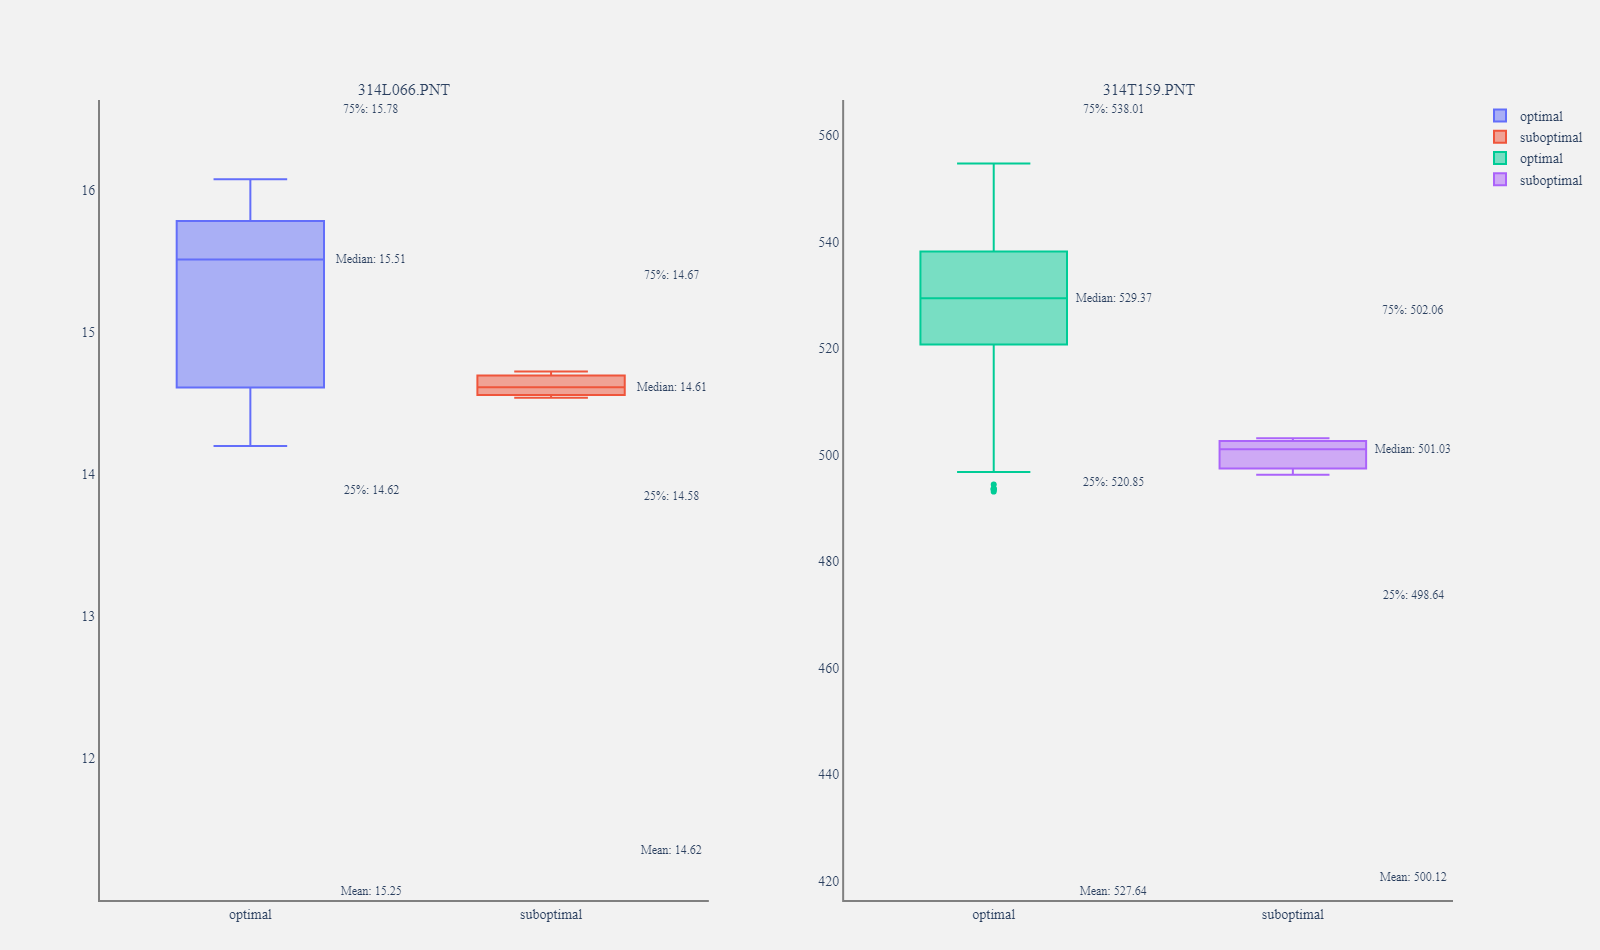 314L066.PNT
75%: 15.78
16
Median: 15.51
75%: 14.67
15
Median: 14.61
14
25%: 14.62
25%: 14.58
13
12
Mean: 14.62
Mean: 15.25
optimal
suboptimal
314T159.PNT
75%: 538.01
560
540
Median: 529.37
75%: 502.06
520
500
Median: 501.03
25%: 520.85
480
25%: 498.64
460
440
420
Mean: 500.12
Mean: 527.64
optimal
suboptimal
optimal
suboptimal
optimal
suboptimal